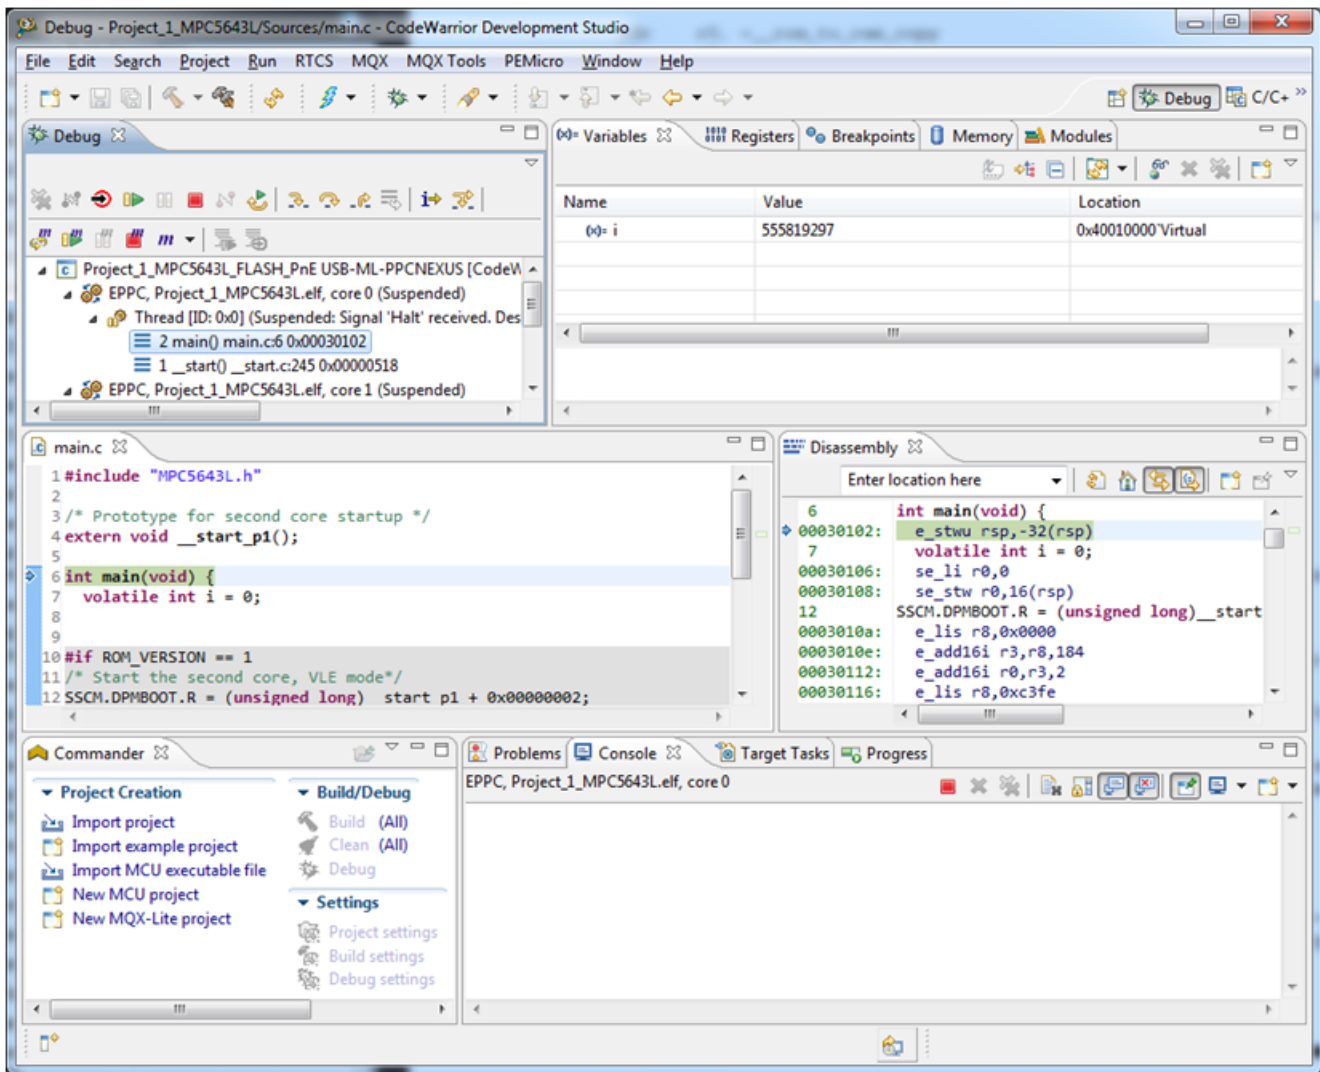 Debug - Project_1_MPC5643L/Sources/main.c - CodeWarrior Development Studio
File Edit Search Project Run RTCS MQX MQX Tools PEMicro Window Help
Debug C/C+ »
Debug
Project_1_MPC5643L_FLASH_PnE USB-ML-PPCNEXUS [CodeW
EPPC, Project_1_MPC5643L.elf, core 0 (Suspended)
Thread [ID: 0x0] (Suspended: Signal 'Halt' received. Des
2 main() main.c:6 0x00030102
1 __start() __start.c:245 0x00000518
EPPC, Project_1_MPC5643L.elf, core 1 (Suspended)
(x)= Variables Registers Breakpoints Memory Modules
Name Value Location
(x)= i 555819297 0x40010000`Virtual
main.c
1 #include "MPC5643L.h"
2
3 /* Prototype for second core startup */
4 extern void __start_p1();
5
6 int main(void) {
7 volatile int i = 0;
8
9
10 #if ROM_VERSION == 1
11 /* Start the second core, VLE mode*/
12 SSCM.DPMBOOT.R = (unsigned long)__start_p1 + 0x00000002;
Disassembly
Enter location here
6 int main(void) {
00030102: e_stwu rsp,-32(rsp)
7 volatile int i = 0;
00030106: se_li r0,0
00030108: se_stw r0,16(rsp)
12 SSCM.DPMBOOT.R = (unsigned long)__start
0003010a: e_lis r8,0x0000
0003010e: e_add16i r3,r8,184
00030112: e_add16i r0,r3,2
00030116: e_lis r8,0xc3fe
Commander
Project Creation
Import project
Import example project
Import MCU executable file
New MCU project
New MQX-Lite project
Build/Debug
Build (All)
Clean (All)
Debug
Settings
Project settings
Build settings
Debug settings
Problems Console Target Tasks Progress
EPPC, Project_1_MPC5643L.elf, core 0